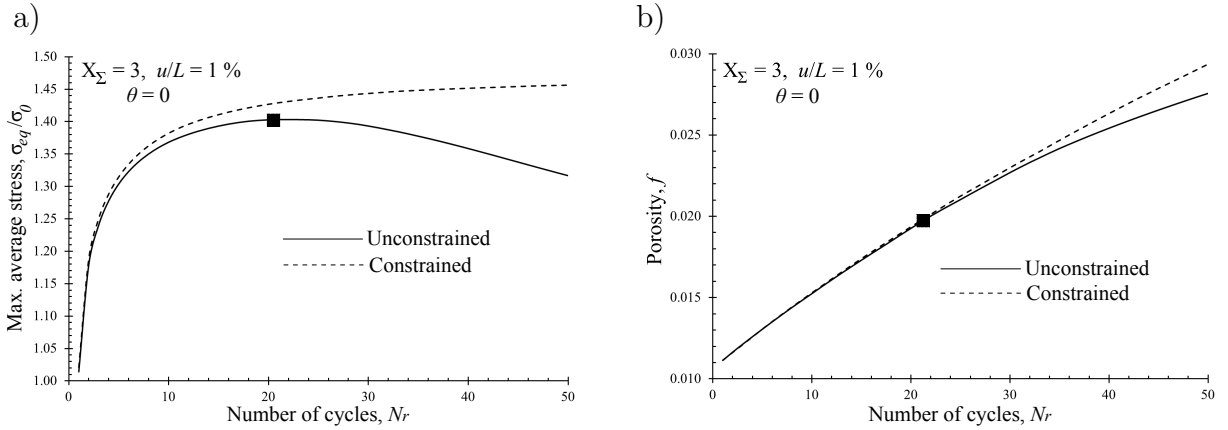 a)
X_Σ = 3, u/L = 1 %
θ = 0
Max. average stress, σ_eq/σ_0
1.50
1.45
1.40
1.35
1.30
1.25
1.20
1.15
1.10
1.05
1.00
0 10 20 30 40 50
Number of cycles, Nr
Unconstrained
Constrained
b)
X_Σ = 3, u/L = 1 %
θ = 0
Porosity, f
0.030
0.025
0.020
0.015
0.010
0 10 20 30 40 50
Number of cycles, Nr
Unconstrained
Constrained